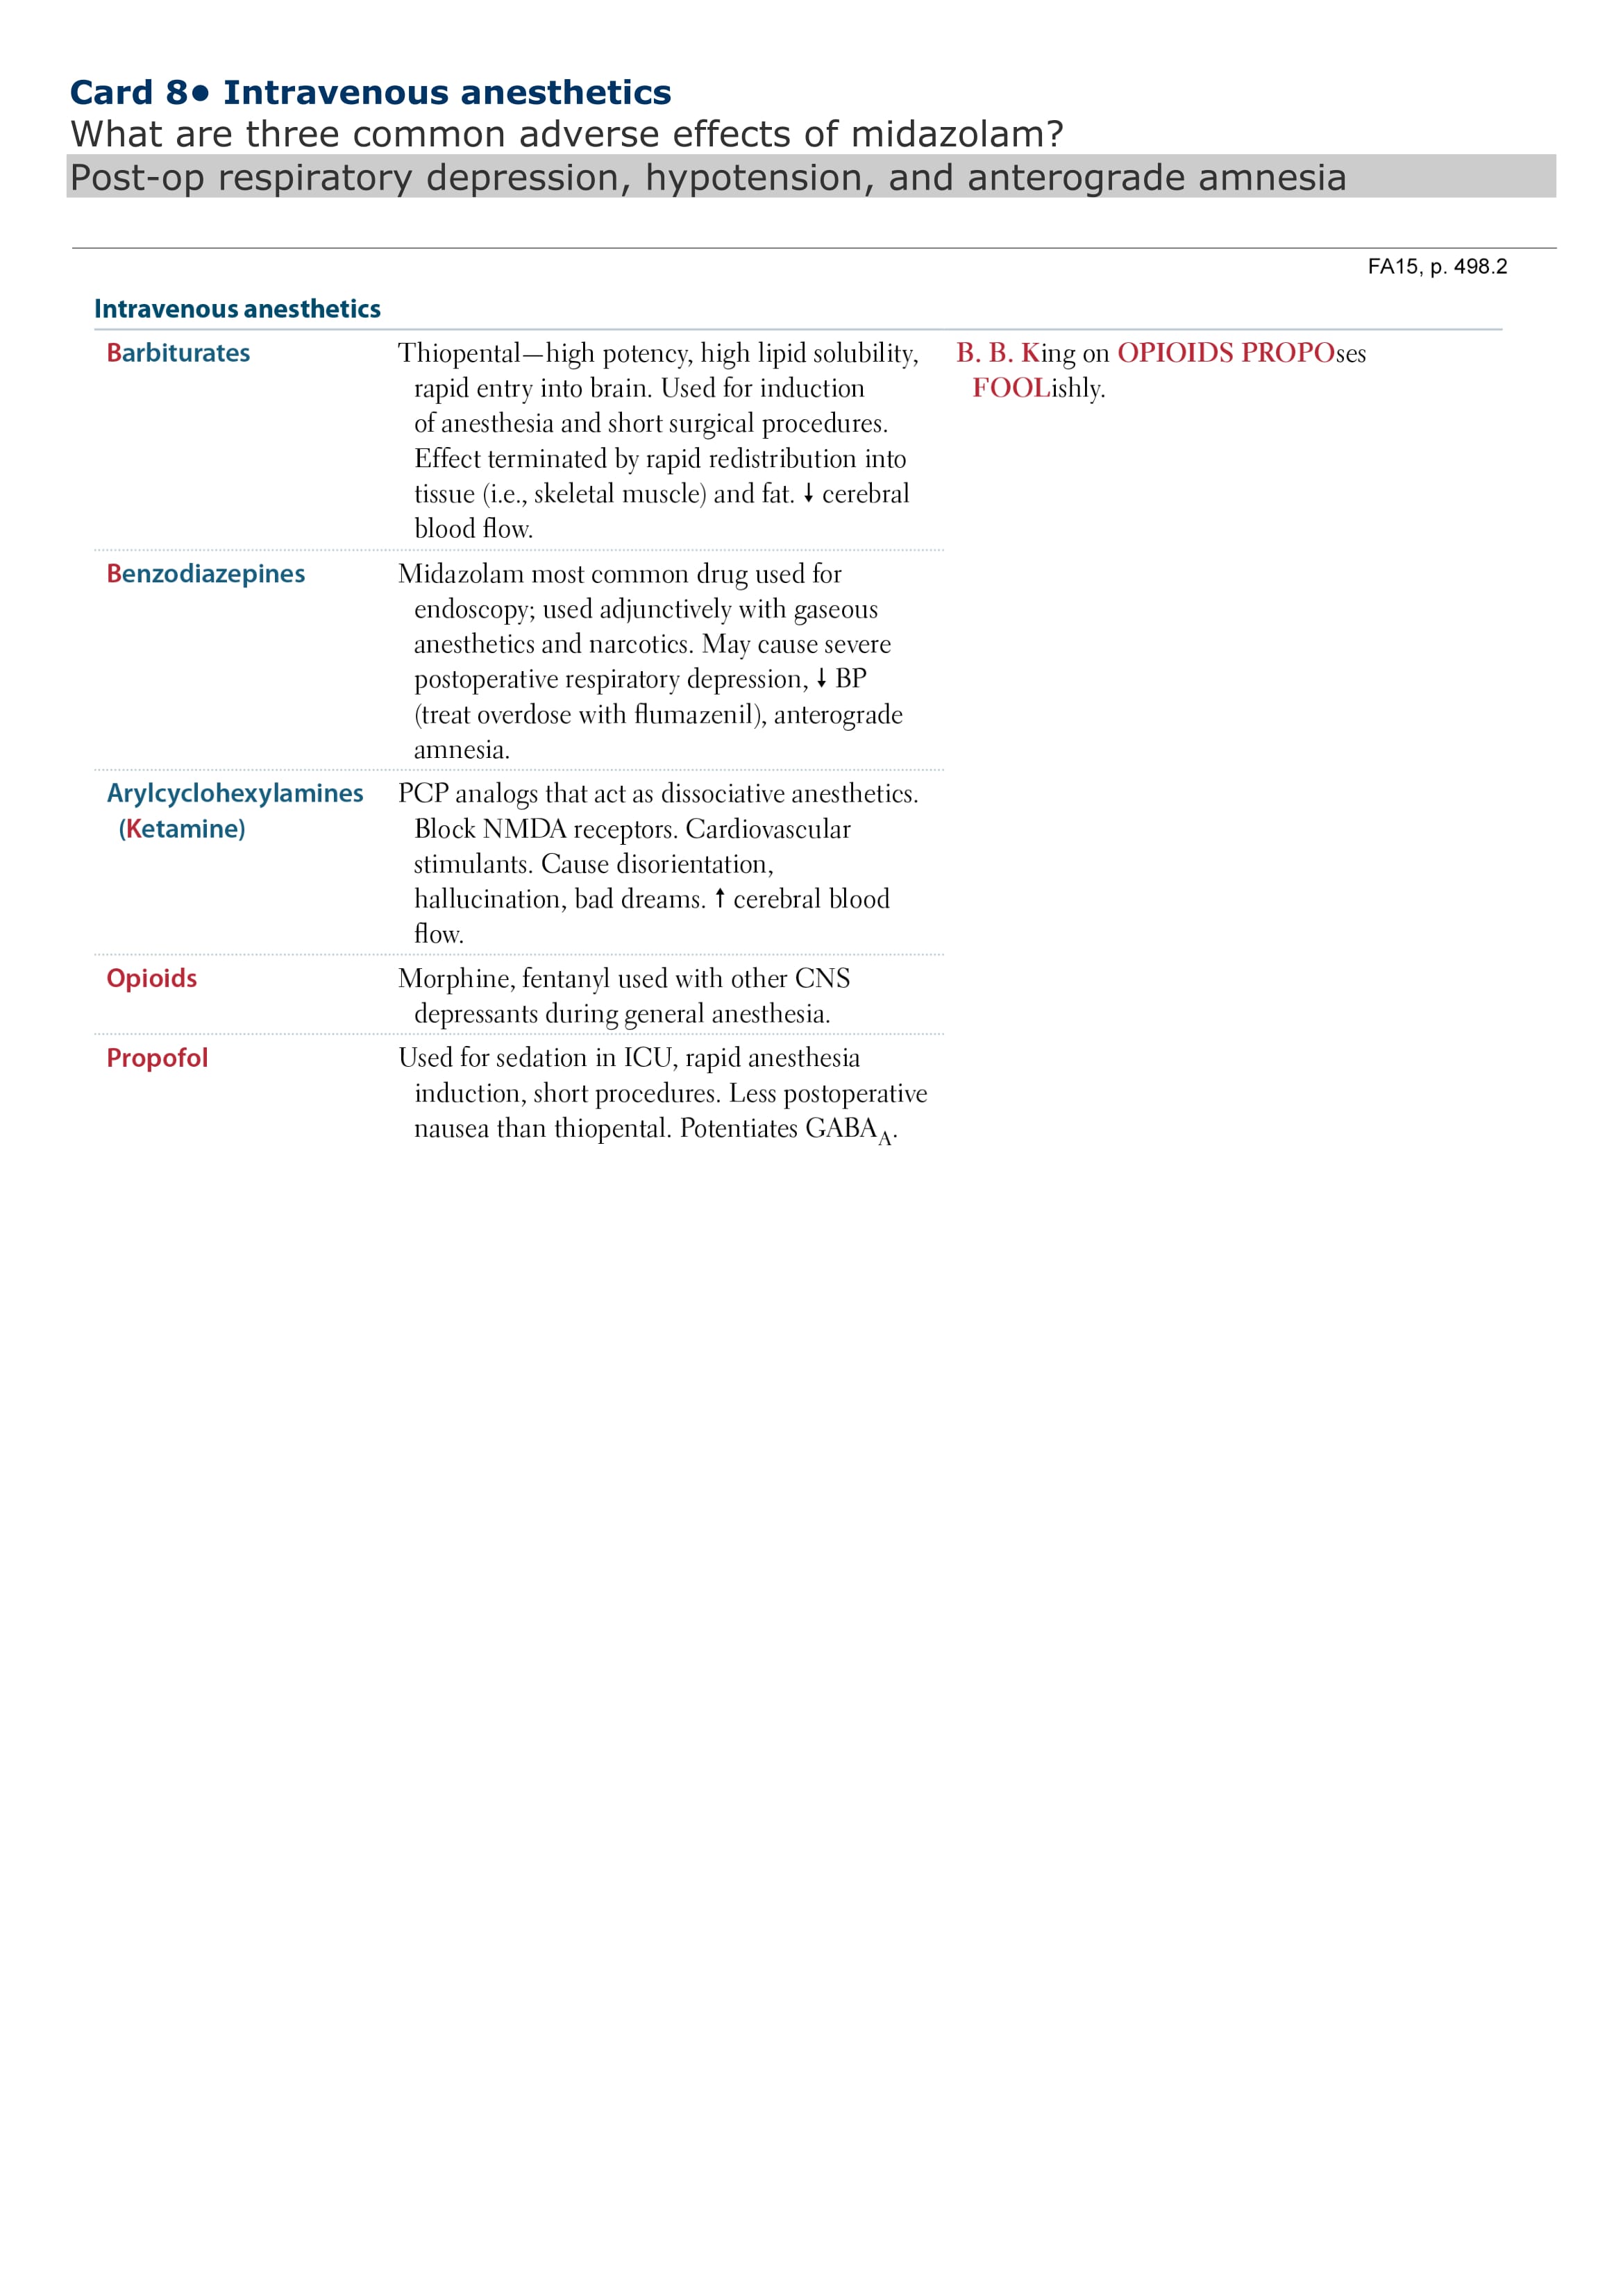 Card 8• Intravenous anesthetics
What are three common adverse effects of midazolam?
Post-op respiratory depression, hypotension, and anterograde amnesia
FA15, p. 498.2
Intravenous anesthetics
Barbiturates
Thiopental—high potency, high lipid solubility,
rapid entry into brain. Used for induction
of anesthesia and short surgical procedures.
Effect terminated by rapid redistribution into
tissue (i.e., skeletal muscle) and fat. ↓ cerebral
blood flow.
B. B. King on OPIOIDS PROPOses
FOOLishly.
Benzodiazepines
Midazolam most common drug used for
endoscopy; used adjunctively with gaseous
anesthetics and narcotics. May cause severe
postoperative respiratory depression, ↓ BP
(treat overdose with flumazenil), anterograde
amnesia.
Arylcyclohexylamines
(Ketamine)
PCP analogs that act as dissociative anesthetics.
Block NMDA receptors. Cardiovascular
stimulants. Cause disorientation,
hallucination, bad dreams. ↑ cerebral blood
flow.
Opioids
Morphine, fentanyl used with other CNS
depressants during general anesthesia.
Propofol
Used for sedation in ICU, rapid anesthesia
induction, short procedures. Less postoperative
nausea than thiopental. Potentiates GABA_A.